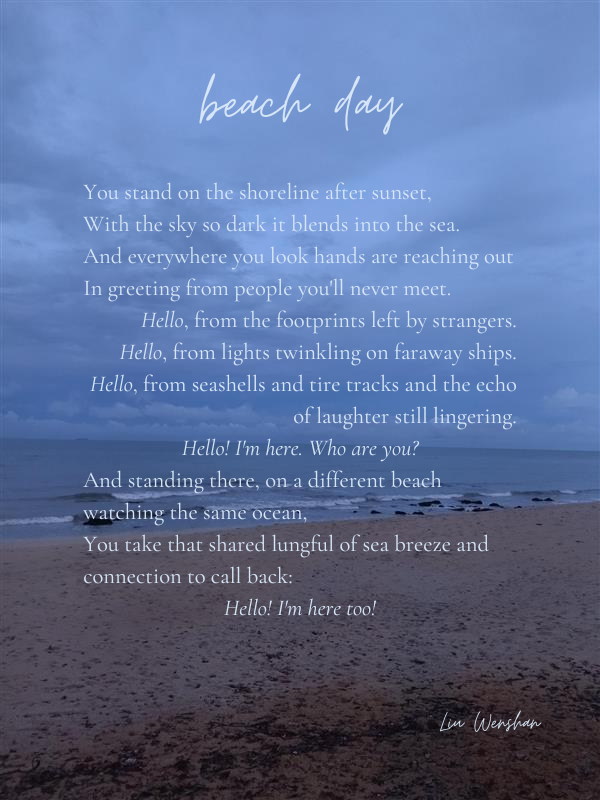 beach day
You stand on the shoreline after sunset,
With the sky so dark it blends into the sea.
And everywhere you look hands are reaching out
In greeting from people you'll never meet.
Hello, from the footprints left by strangers.
Hello, from lights twinkling on faraway ships.
Hello, from seashells and tire tracks and the echo
of laughter still lingering.
Hello! I'm here. Who are you?
And standing there, on a different beach
watching the same ocean,
You take that shared lungful of sea breeze and
connection to call back:
Hello! I'm here too!
Liu Wenshan